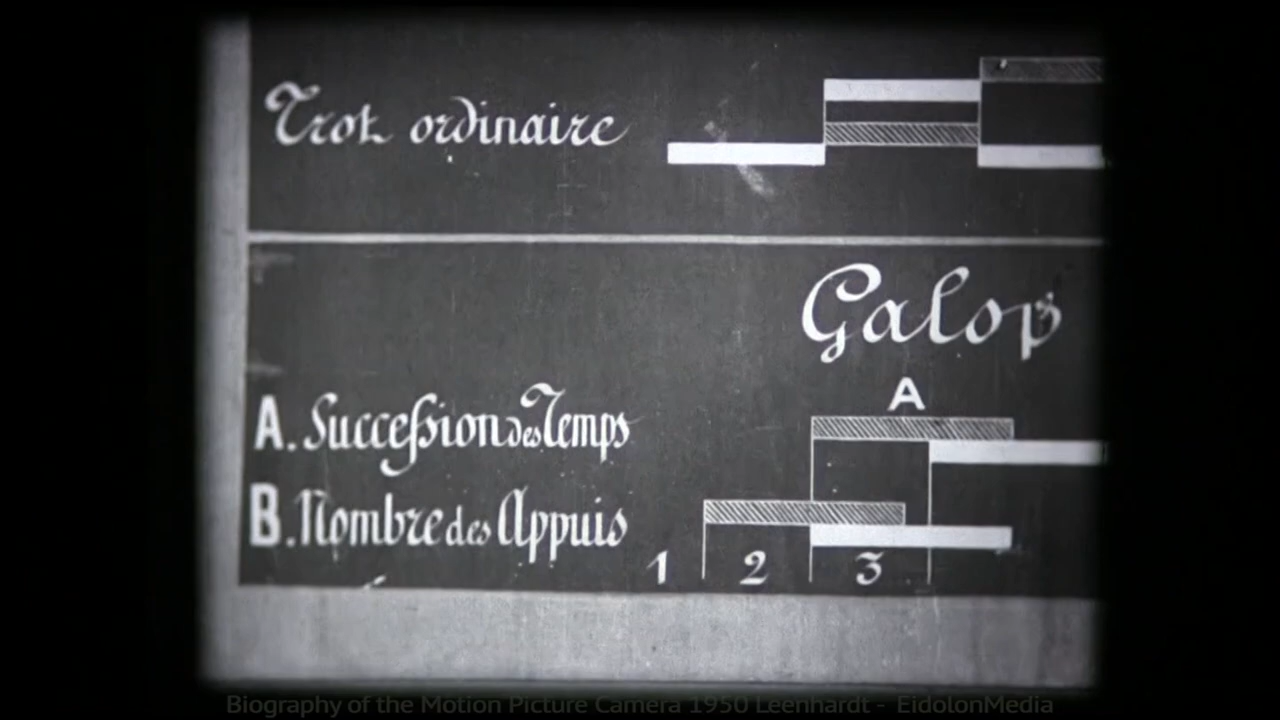 Trot ordinaire
Galop
A
A. Succeſsion des Temps
B. Nombre des Appuis
1 2 3
Biography of the Motion Picture Camera 1950 Leenhardt - EidolonMedia